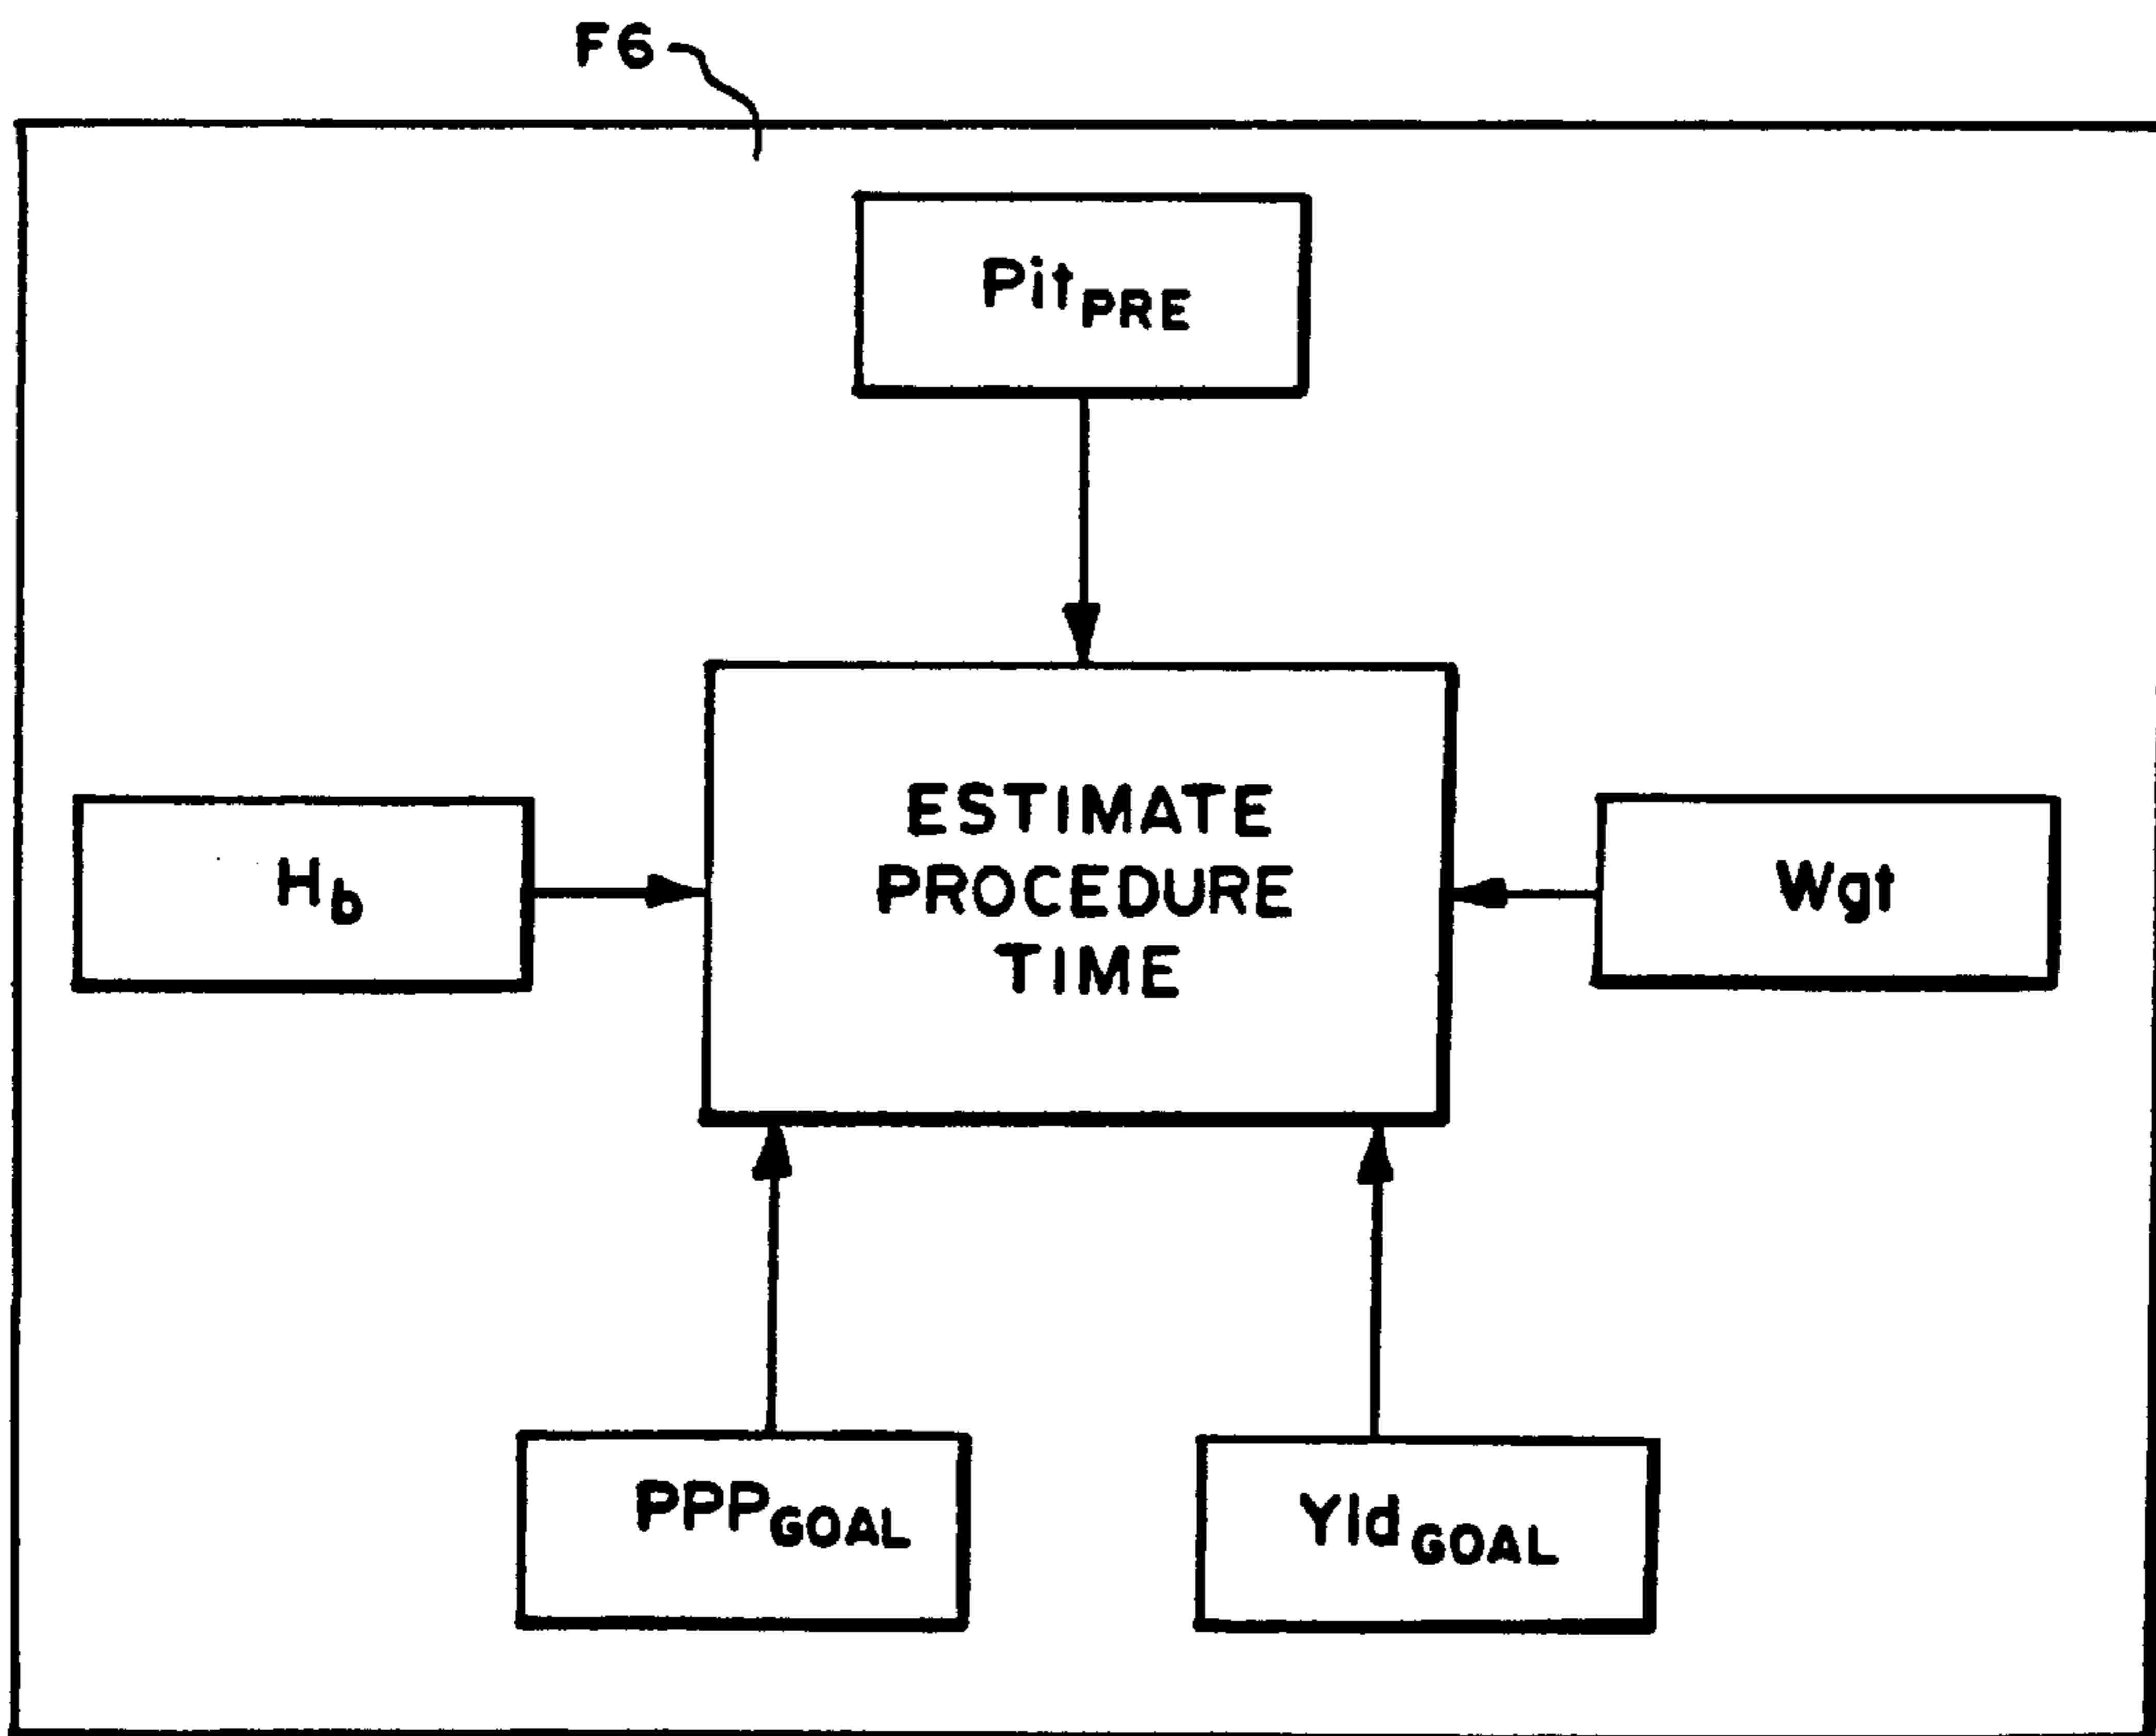 F6
PitPRE
ESTIMATE
PROCEDURE
TIME
Hb
Wgt
PPPGOAL
YldGOAL